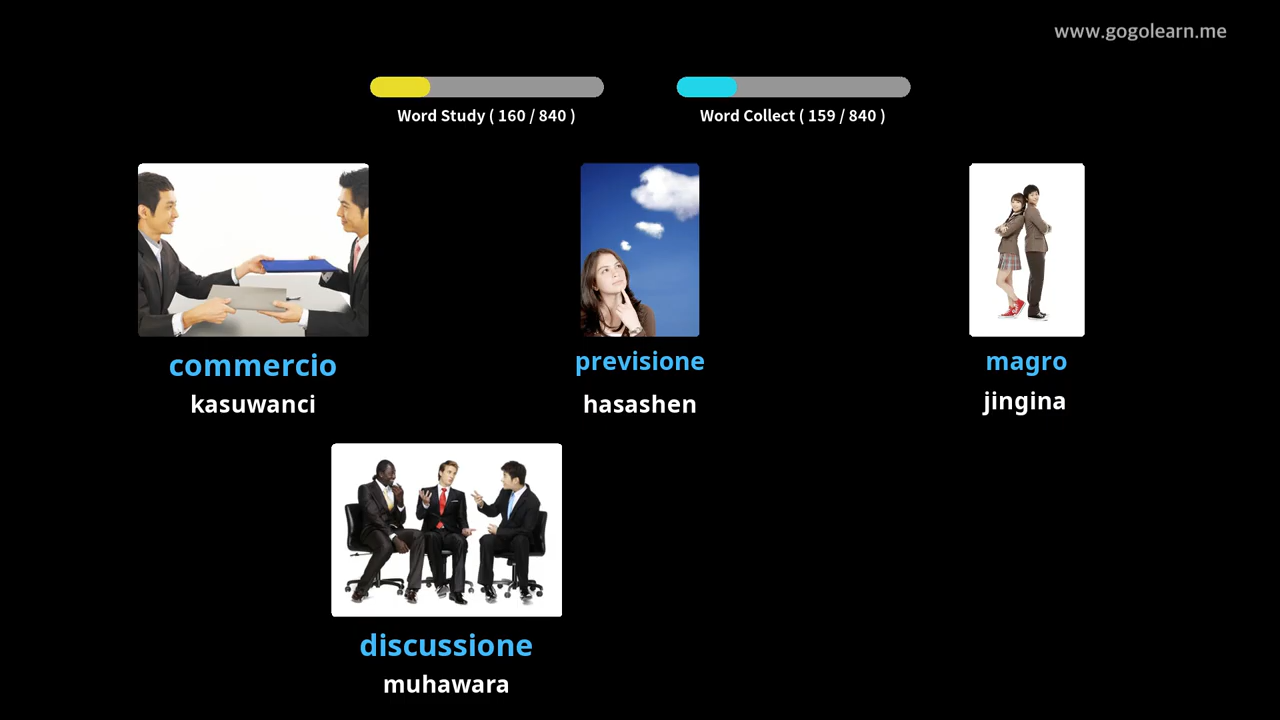 www.gogolearn.me
Word Study ( 160 / 840 )
Word Collect ( 159 / 840 )
commercio
kasuwanci
previsione
hasashen
magro
jingina
discussione
muhawara